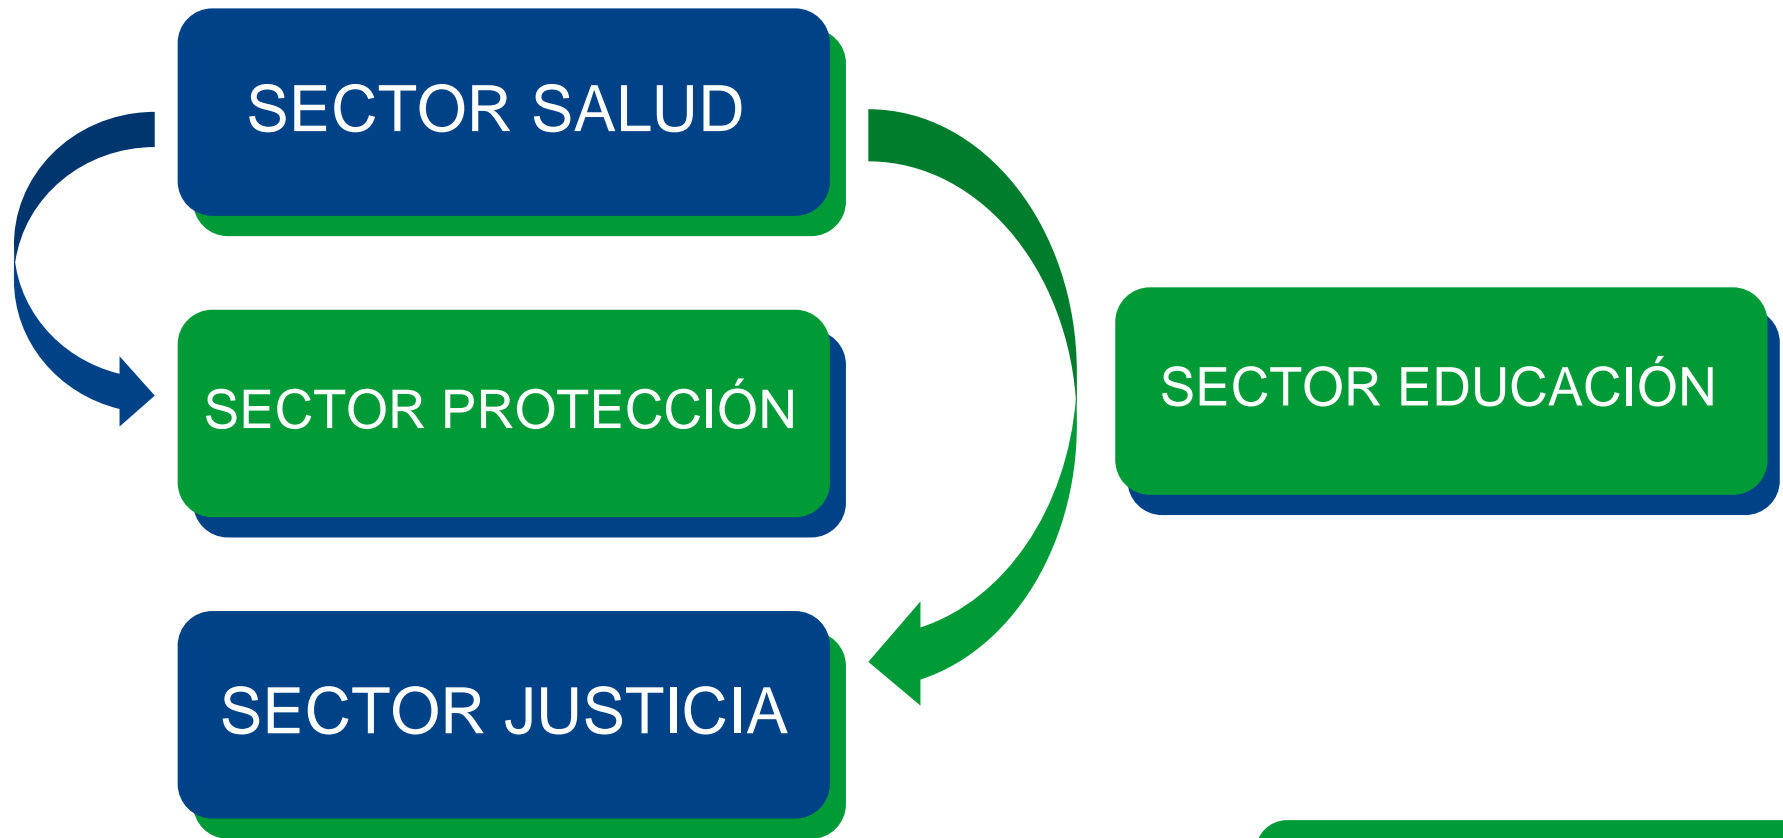 SECTOR SALUD
SECTOR PROTECCIÓN
SECTOR EDUCACIÓN
SECTOR JUSTICIA